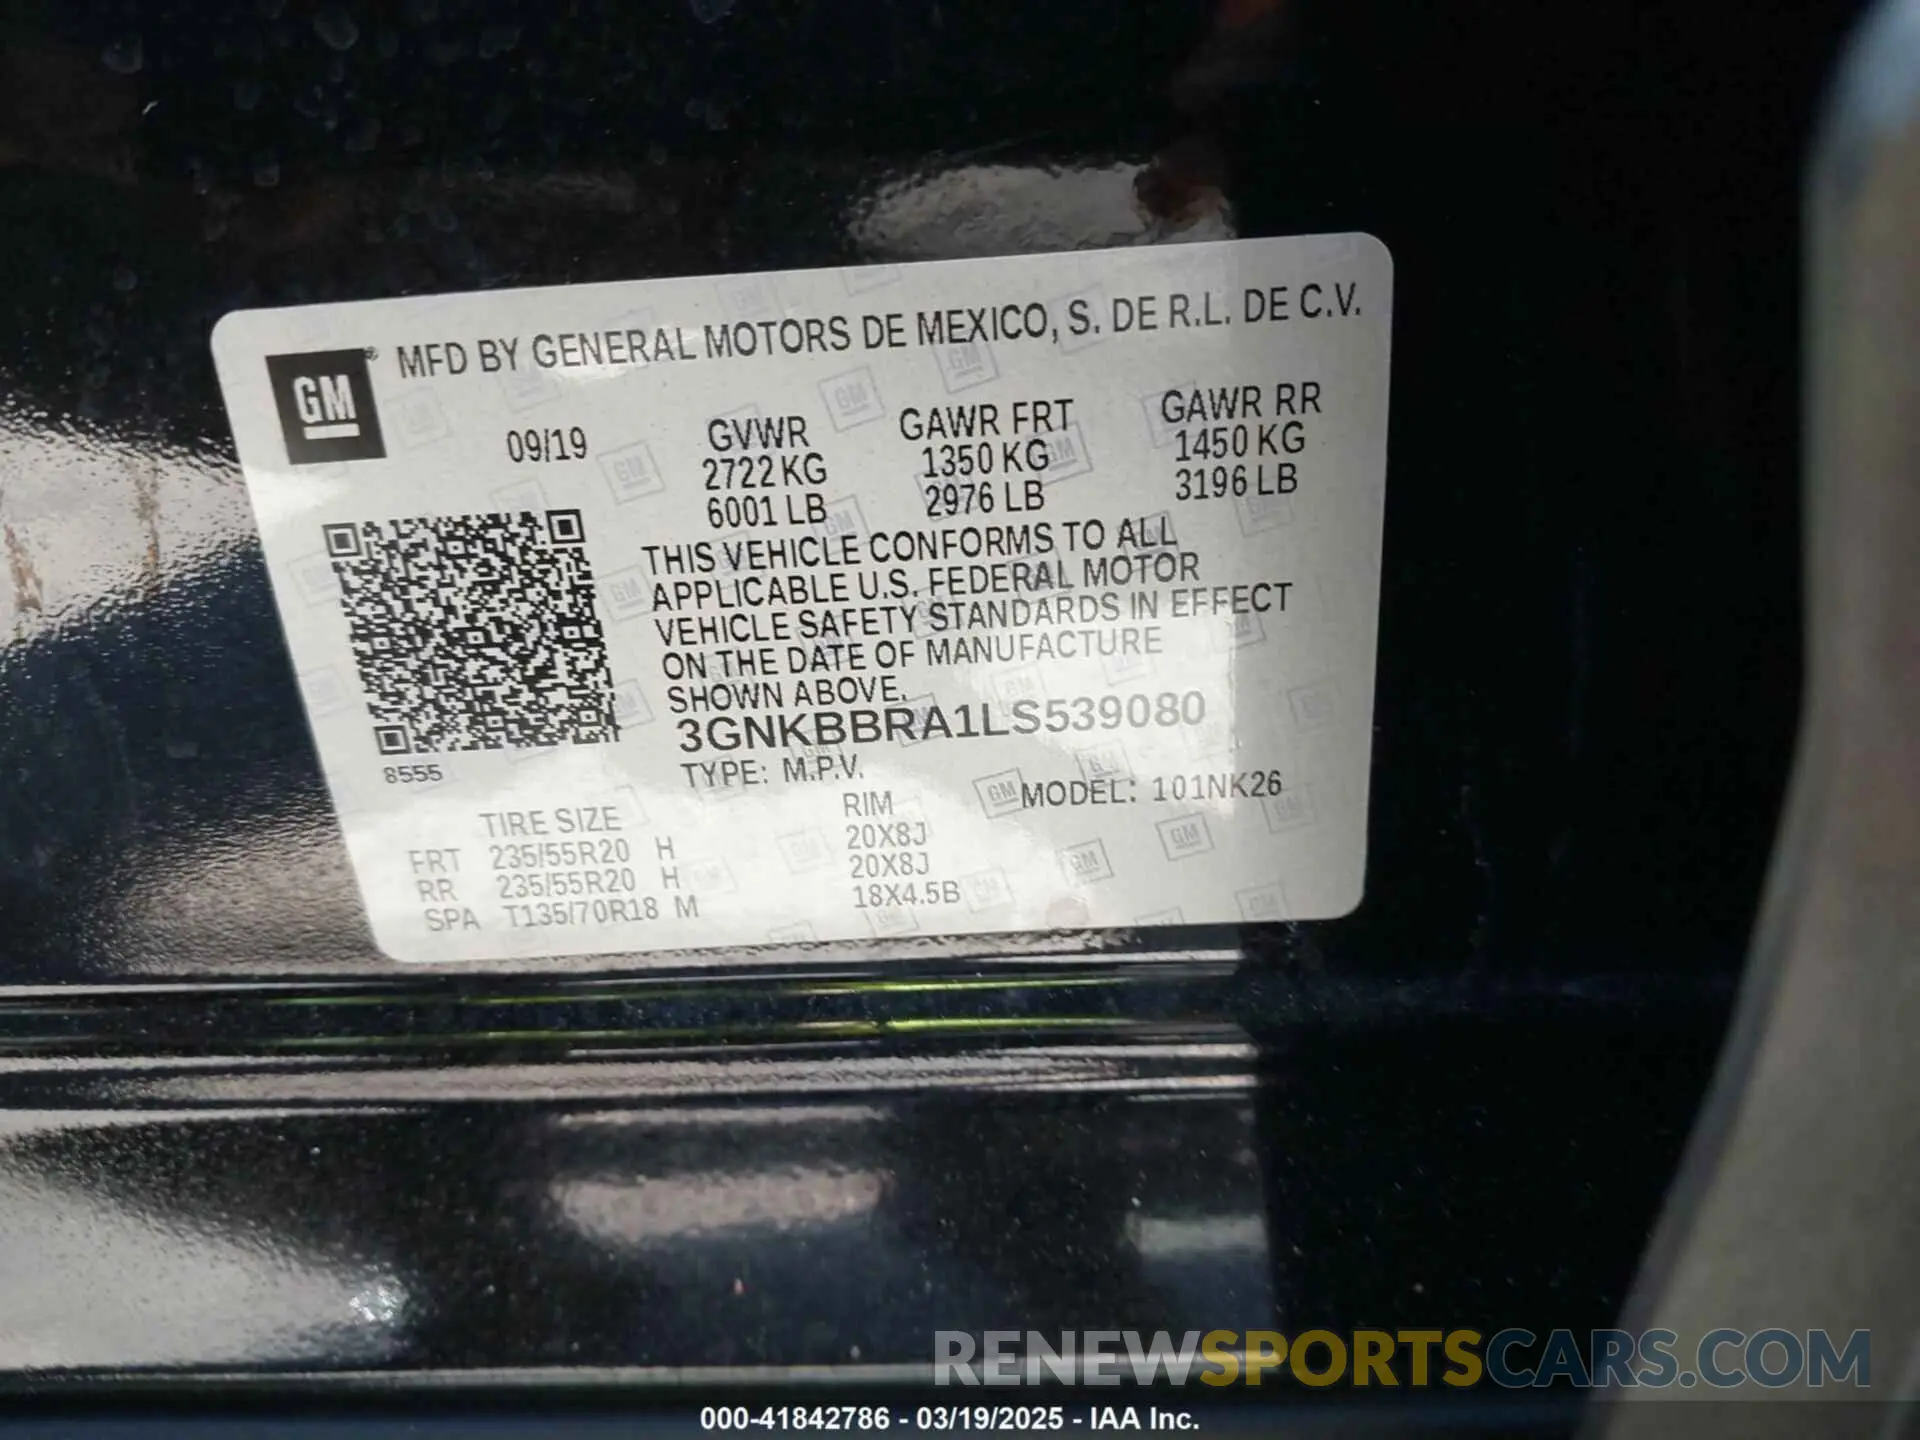 MFD BY GENERAL MOTORS DE MEXICO, S. DE R.L. DE C.V.
GM®
09/19
GVWR
2722 KG
6001 LB
GAWR FRT
1350 KG
2976 LB
GAWR RR
1450 KG
3196 LB
THIS VEHICLE CONFORMS TO ALL
APPLICABLE U.S. FEDERAL MOTOR
VEHICLE SAFETY STANDARDS IN EFFECT
ON THE DATE OF MANUFACTURE
SHOWN ABOVE.
3GNKBBRA1LS539080
8555
TYPE: M.P.V.
MODEL: 101NK26
TIRE SIZE RIM
FRT 235/55R20 H 20X8J
RR 235/55R20 H 20X8J
SPA T135/70R18 M 18X4.5B
RENEWSPORTSCARS.COM
000-41842786 - 03/19/2025 - IAA Inc.